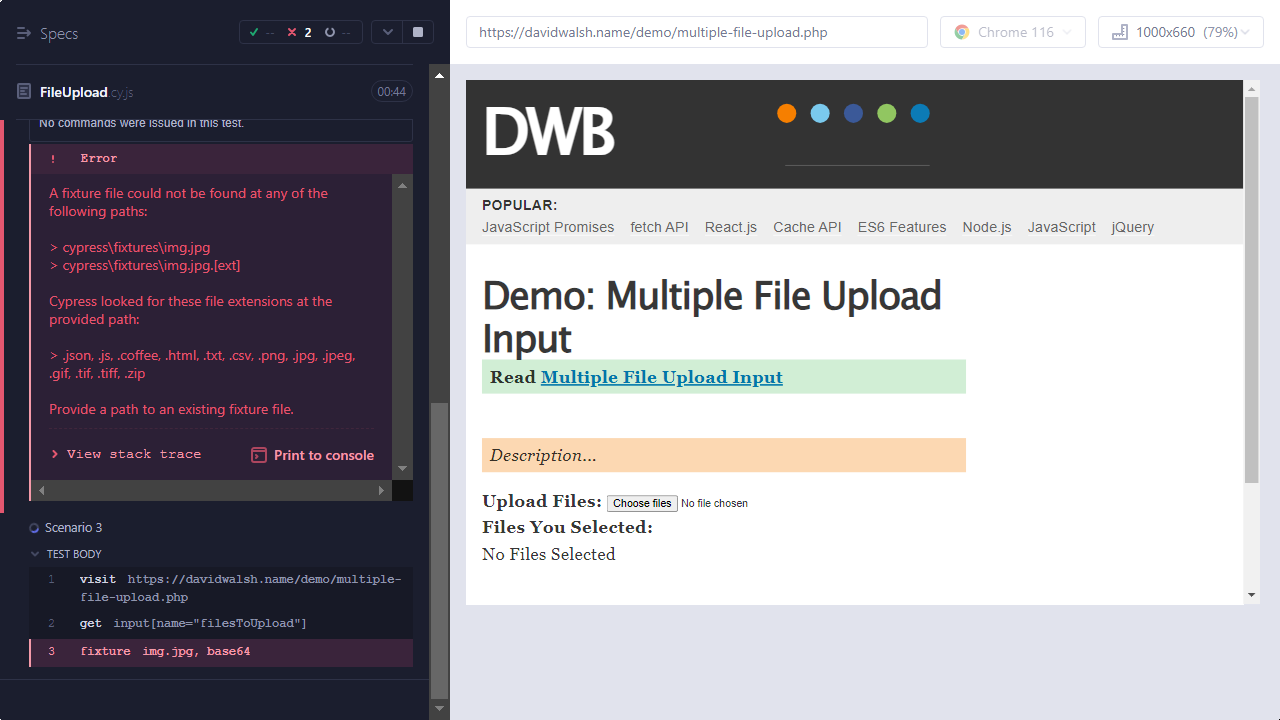 Specs
-- 2 --
FileUpload.cy.js 00:44
No commands were issued in this test.
! Error
A fixture file could not be found at any of the
following paths:
> cypress\fixtures\img.jpg
> cypress\fixtures\img.jpg.[ext]
Cypress looked for these file extensions at the
provided path:
> .json, .js, .coffee, .html, .txt, .csv, .png, .jpg, .jpeg,
.gif, .tif, .tiff, .zip
Provide a path to an existing fixture file.
> View stack trace Print to console
Scenario 3
TEST BODY
1 visit https://davidwalsh.name/demo/multiple-
file-upload.php
2 get input[name="filesToUpload"]
3 fixture img.jpg, base64
https://davidwalsh.name/demo/multiple-file-upload.php Chrome 116 1000x660 (79%)
DWB
POPULAR:
JavaScript Promises fetch API React.js Cache API ES6 Features Node.js JavaScript jQuery
Demo: Multiple File Upload
Input
Read Multiple File Upload Input
Description...
Upload Files: Choose files No file chosen
Files You Selected:
No Files Selected